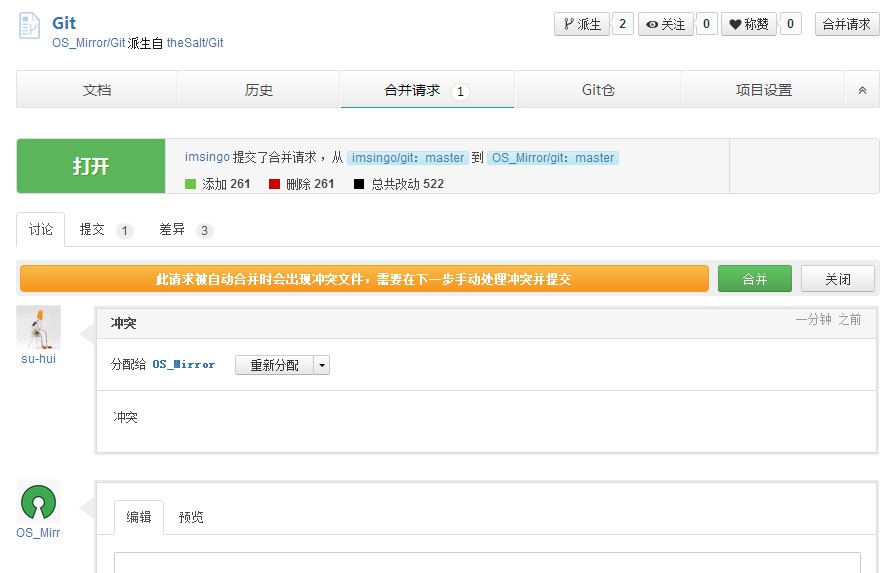 Git
OS_Mirror/Git 派生自 theSalt/Git
派生 2 关注 0 称赞 0 合并请求
文档 历史 合并请求 1 Git仓 项目设置
打开
imsingo 提交了合并请求，从 imsingo/git：master 到 OS_Mirror/git：master
添加 261 删除 261 总共改动 522
讨论 提交 1 差异 3
此请求被自动合并时会出现冲突文件，需要在下一步手动处理冲突并提交 合并 关闭
冲突 一分钟 之前
su-hui
分配给 OS_Mirror 重新分配
冲突
编辑 预览
OS_Mirr